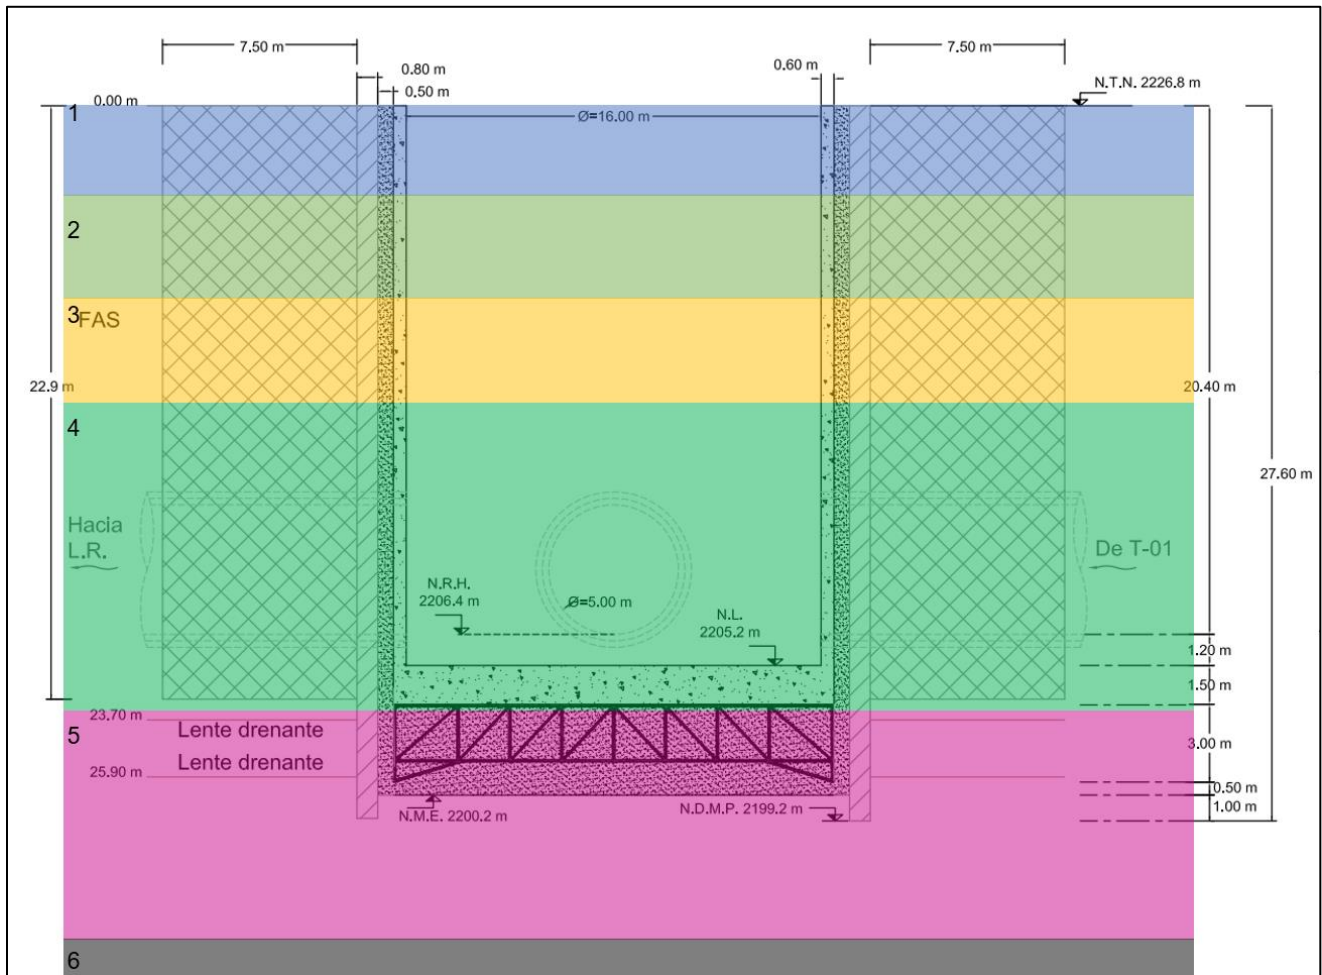 7.50 m
7.50 m
0.80 m
0.60 m
0.50 m
N.T.N. 2226.8 m
1
0.00 m
Ø=16.00 m
2
3
FAS
22.9 m
20.40 m
4
27.60 m
Hacia
L.R.
De T-01
N.R.H.
2206.4 m
Ø=5.00 m
N.L.
2205.2 m
1.20 m
1.50 m
23.70 m
Lente drenante
5
3.00 m
Lente drenante
25.90 m
0.50 m
N.M.E. 2200.2 m
N.D.M.P. 2199.2 m
1.00 m
6